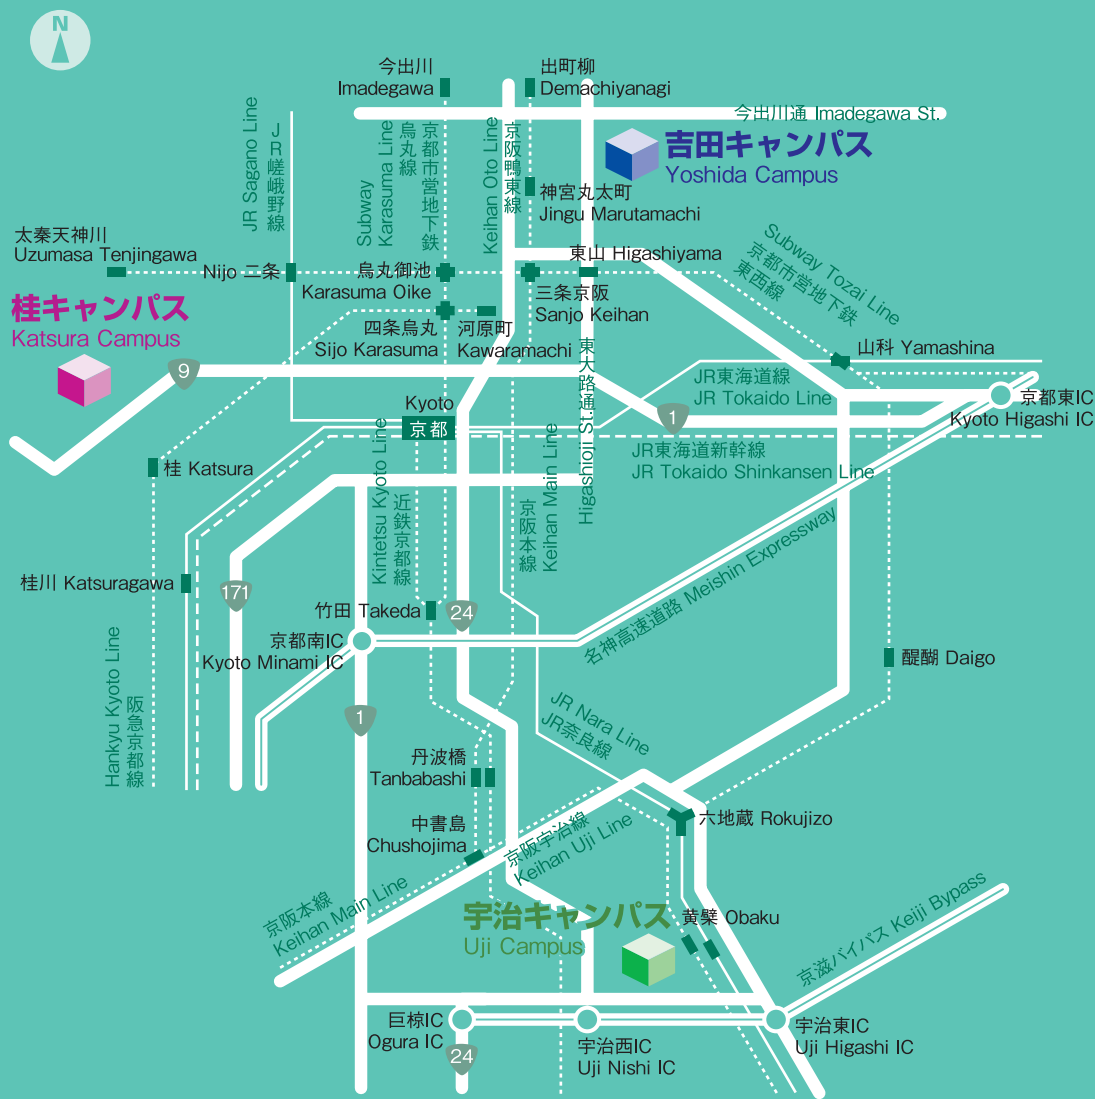 N
今出川
Imadegawa
出町柳
Demachiyanagi
今出川通 Imadegawa St.
JR Sagano Line
JR嵯峨野線
Subway
Karasuma Line
烏丸線
京都市営地下鉄
Keihan Oto Line
京阪鴨東線
吉田キャンパス
Yoshida Campus
神宮丸太町
Jingu Marutamachi
太秦天神川
Uzumasa Tenjingawa
Nijo 二条
烏丸御池
Karasuma Oike
東山 Higashiyama
三条京阪
Sanjo Keihan
Subway Tozai Line
京都市営地下鉄
東西線
桂キャンパス
Katsura Campus
四条烏丸
Sijo Karasuma
河原町
Kawaramachi
東大路通
Higashioji St.
山科 Yamashina
9
JR東海道線
JR Tokaido Line
京都東IC
Kyoto Higashi IC
1
Kyoto
京都
JR東海道新幹線
JR Tokaido Shinkansen Line
桂 Katsura
Kintetsu Kyoto Line
近鉄京都線
京阪本線
Keihan Main Line
桂川 Katsuragawa
171
竹田 Takeda
24
名神高速道路 Meishin Expressway
京都南IC
Kyoto Minami IC
醍醐 Daigo
Hankyu Kyoto Line
阪急京都線
1
JR Nara Line
JR奈良線
丹波橋
Tanbabashi
中書島
Chushojima
六地蔵 Rokujizo
京阪宇治線
Keihan Uji Line
京阪本線
Keihan Main Line
宇治キャンパス
Uji Campus
黄檗 Obaku
京滋バイパス Keiji Bypass
巨椋IC
Ogura IC
24
宇治西IC
Uji Nishi IC
宇治東IC
Uji Higashi IC